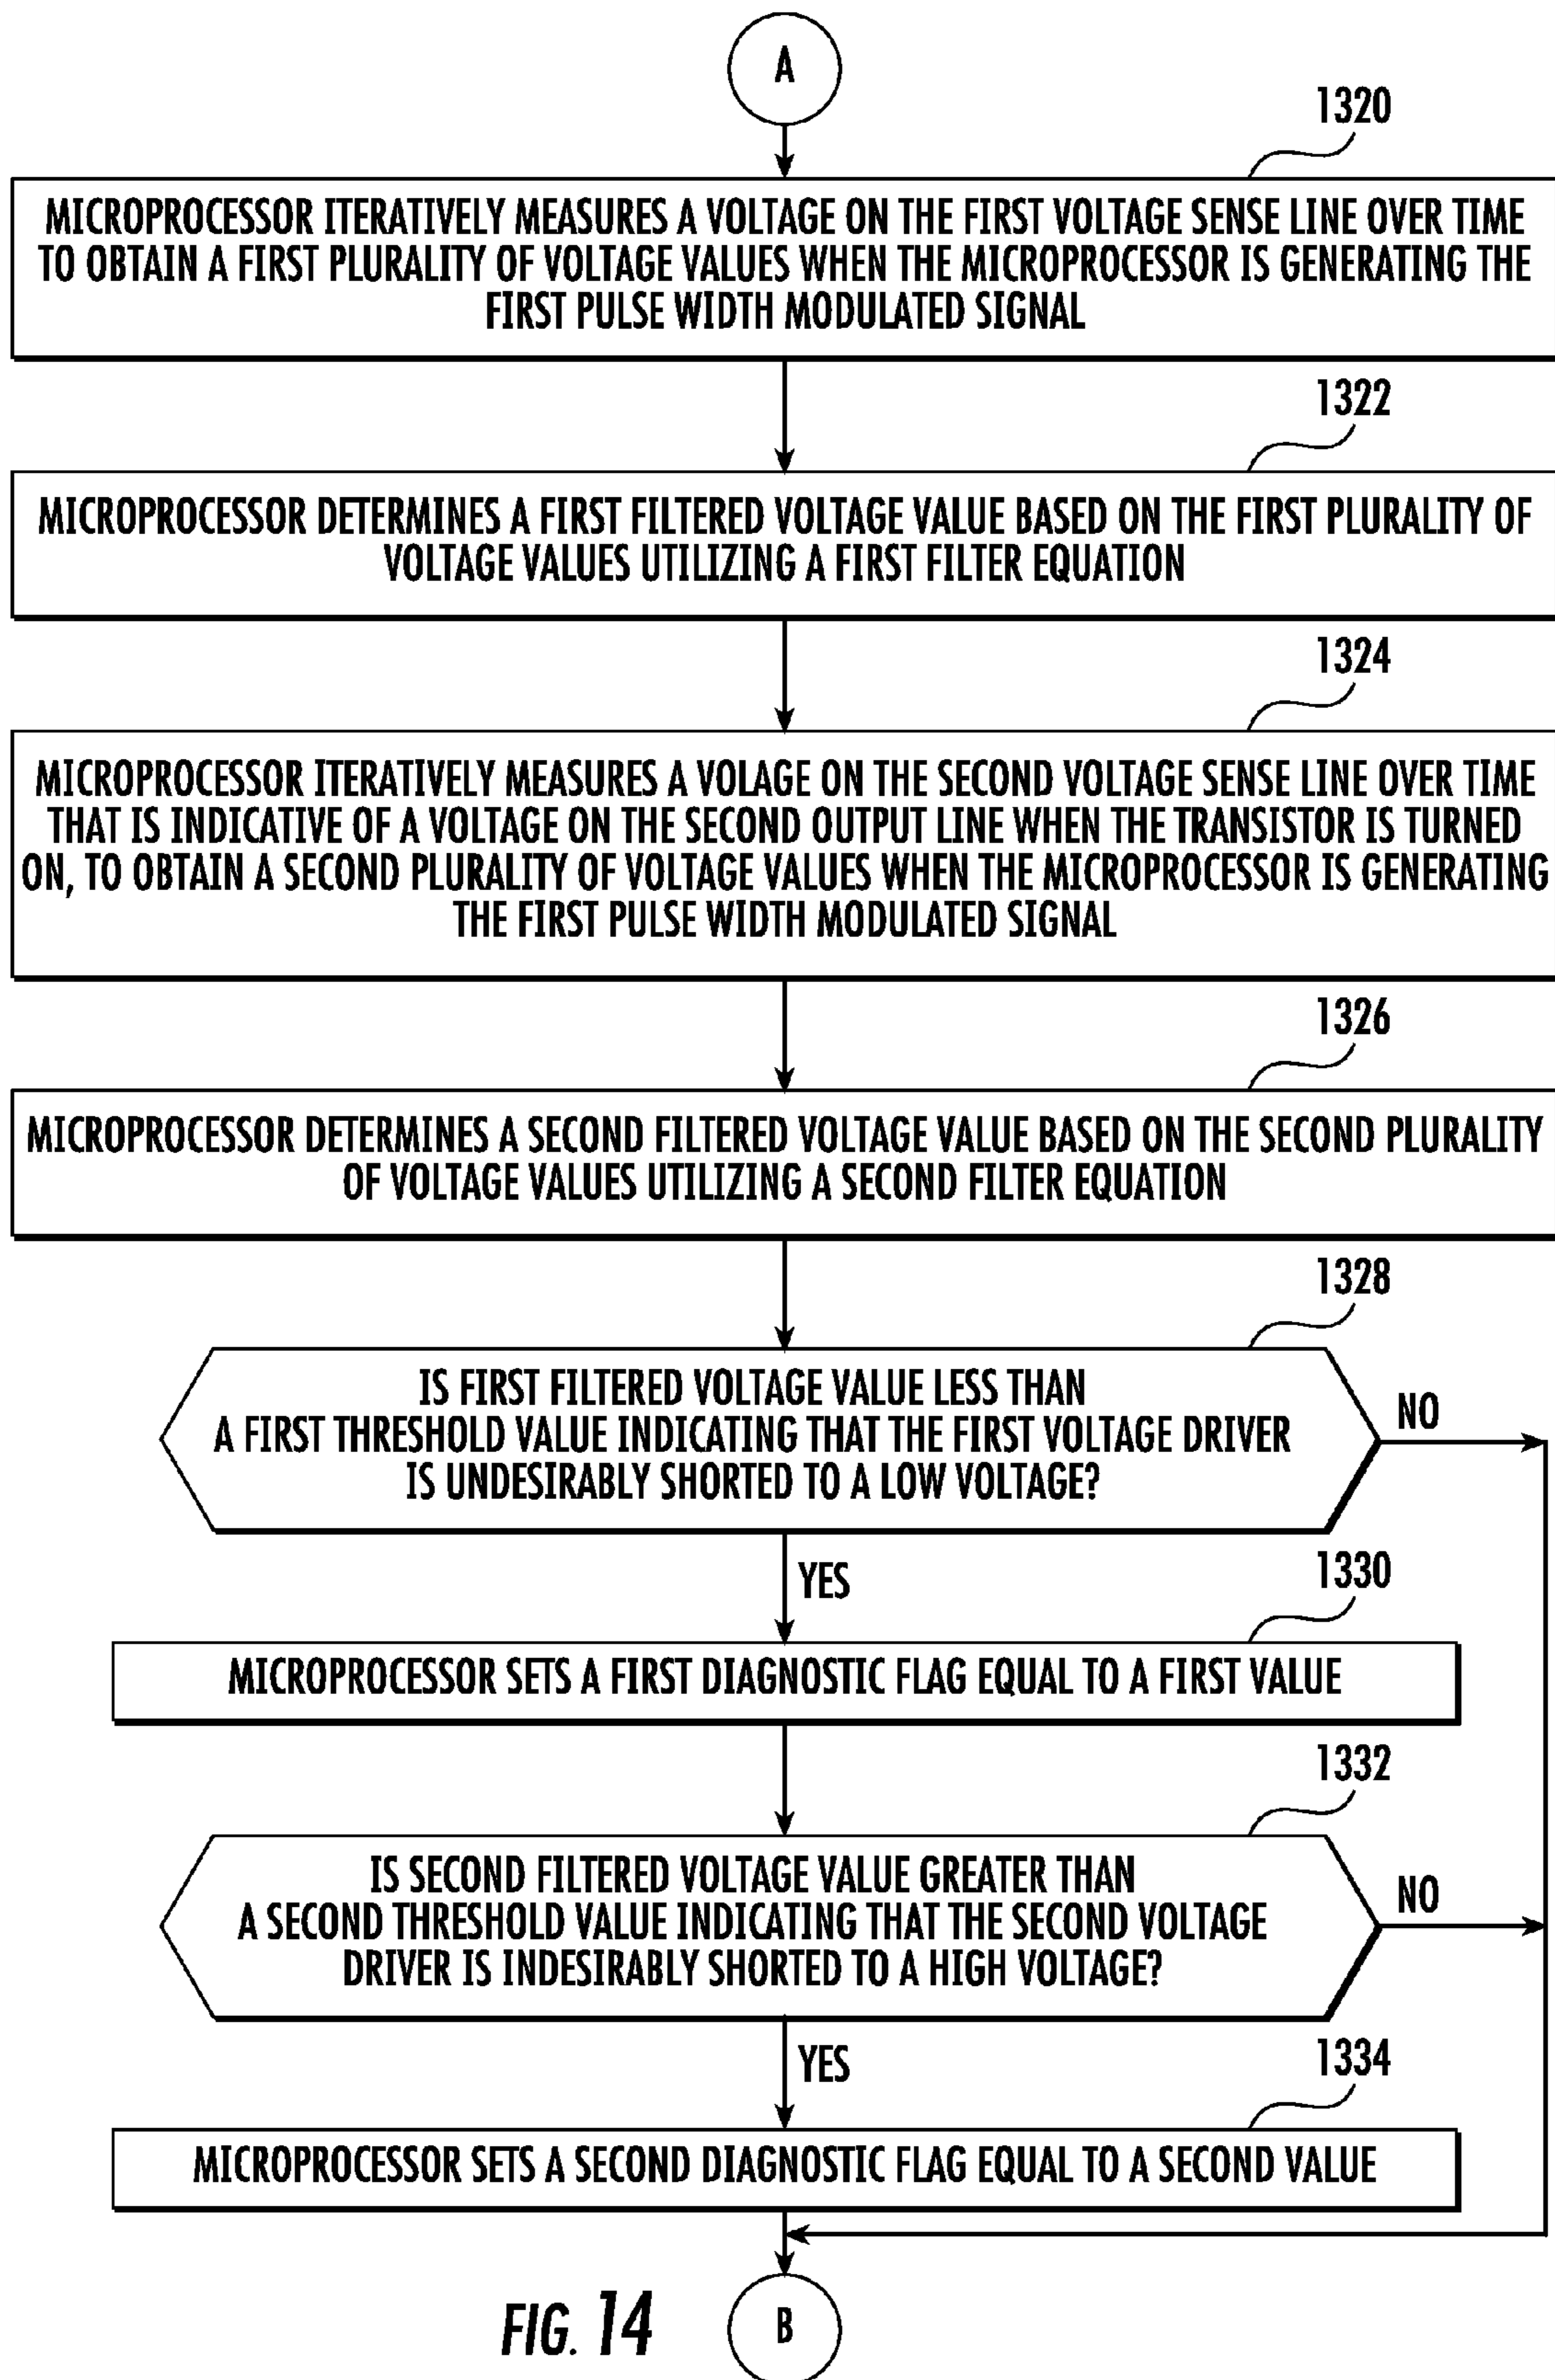 A
1320
MICROPROCESSOR ITERATIVELY MEASURES A VOLTAGE ON THE FIRST VOLTAGE SENSE LINE OVER TIME
TO OBTAIN A FIRST PLURALITY OF VOLTAGE VALUES WHEN THE MICROPROCESSOR IS GENERATING THE
FIRST PULSE WIDTH MODULATED SIGNAL
1322
MICROPROCESSOR DETERMINES A FIRST FILTERED VOLTAGE VALUE BASED ON THE FIRST PLURALITY OF
VOLTAGE VALUES UTILIZING A FIRST FILTER EQUATION
1324
MICROPROCESSOR ITERATIVELY MEASURES A VOLAGE ON THE SECOND VOLTAGE SENSE LINE OVER TIME
THAT IS INDICATIVE OF A VOLTAGE ON THE SECOND OUTPUT LINE WHEN THE TRANSISTOR IS TURNED
ON, TO OBTAIN A SECOND PLURALITY OF VOLTAGE VALUES WHEN THE MICROPROCESSOR IS GENERATING
THE FIRST PULSE WIDTH MODULATED SIGNAL
1326
MICROPROCESSOR DETERMINES A SECOND FILTERED VOLTAGE VALUE BASED ON THE SECOND PLURALITY
OF VOLTAGE VALUES UTILIZING A SECOND FILTER EQUATION
1328
IS FIRST FILTERED VOLTAGE VALUE LESS THAN
A FIRST THRESHOLD VALUE INDICATING THAT THE FIRST VOLTAGE DRIVER
IS UNDESIRABLY SHORTED TO A LOW VOLTAGE?
NO
YES
1330
MICROPROCESSOR SETS A FIRST DIAGNOSTIC FLAG EQUAL TO A FIRST VALUE
1332
IS SECOND FILTERED VOLTAGE VALUE GREATER THAN
A SECOND THRESHOLD VALUE INDICATING THAT THE SECOND VOLTAGE
DRIVER IS INDESIRABLY SHORTED TO A HIGH VOLTAGE?
NO
YES
1334
MICROPROCESSOR SETS A SECOND DIAGNOSTIC FLAG EQUAL TO A SECOND VALUE
FIG. 14
B